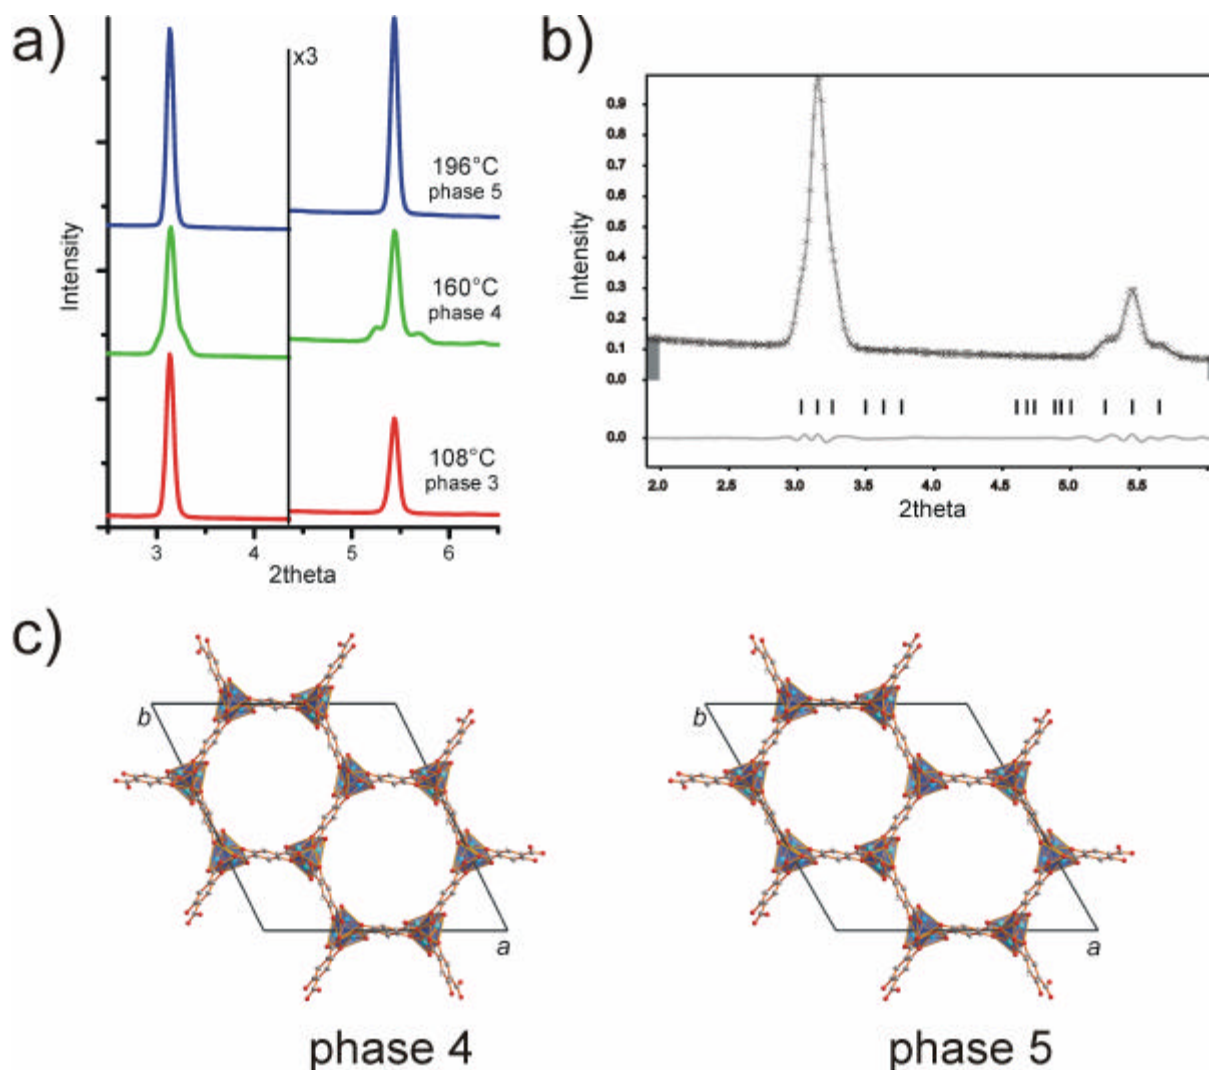 a)
x3
196°C
phase 5
160°C
phase 4
108°C
phase 3
Intensity
3 4 5 6
2theta
b)
0.9
0.8
0.7
0.6
0.5
0.4
0.3
0.2
0.1
0.0
0.0
Intensity
2.0 2.5 3.0 3.5 4.0 4.5 5.0 5.5
2theta
c)
b
a
phase 4
b
a
phase 5